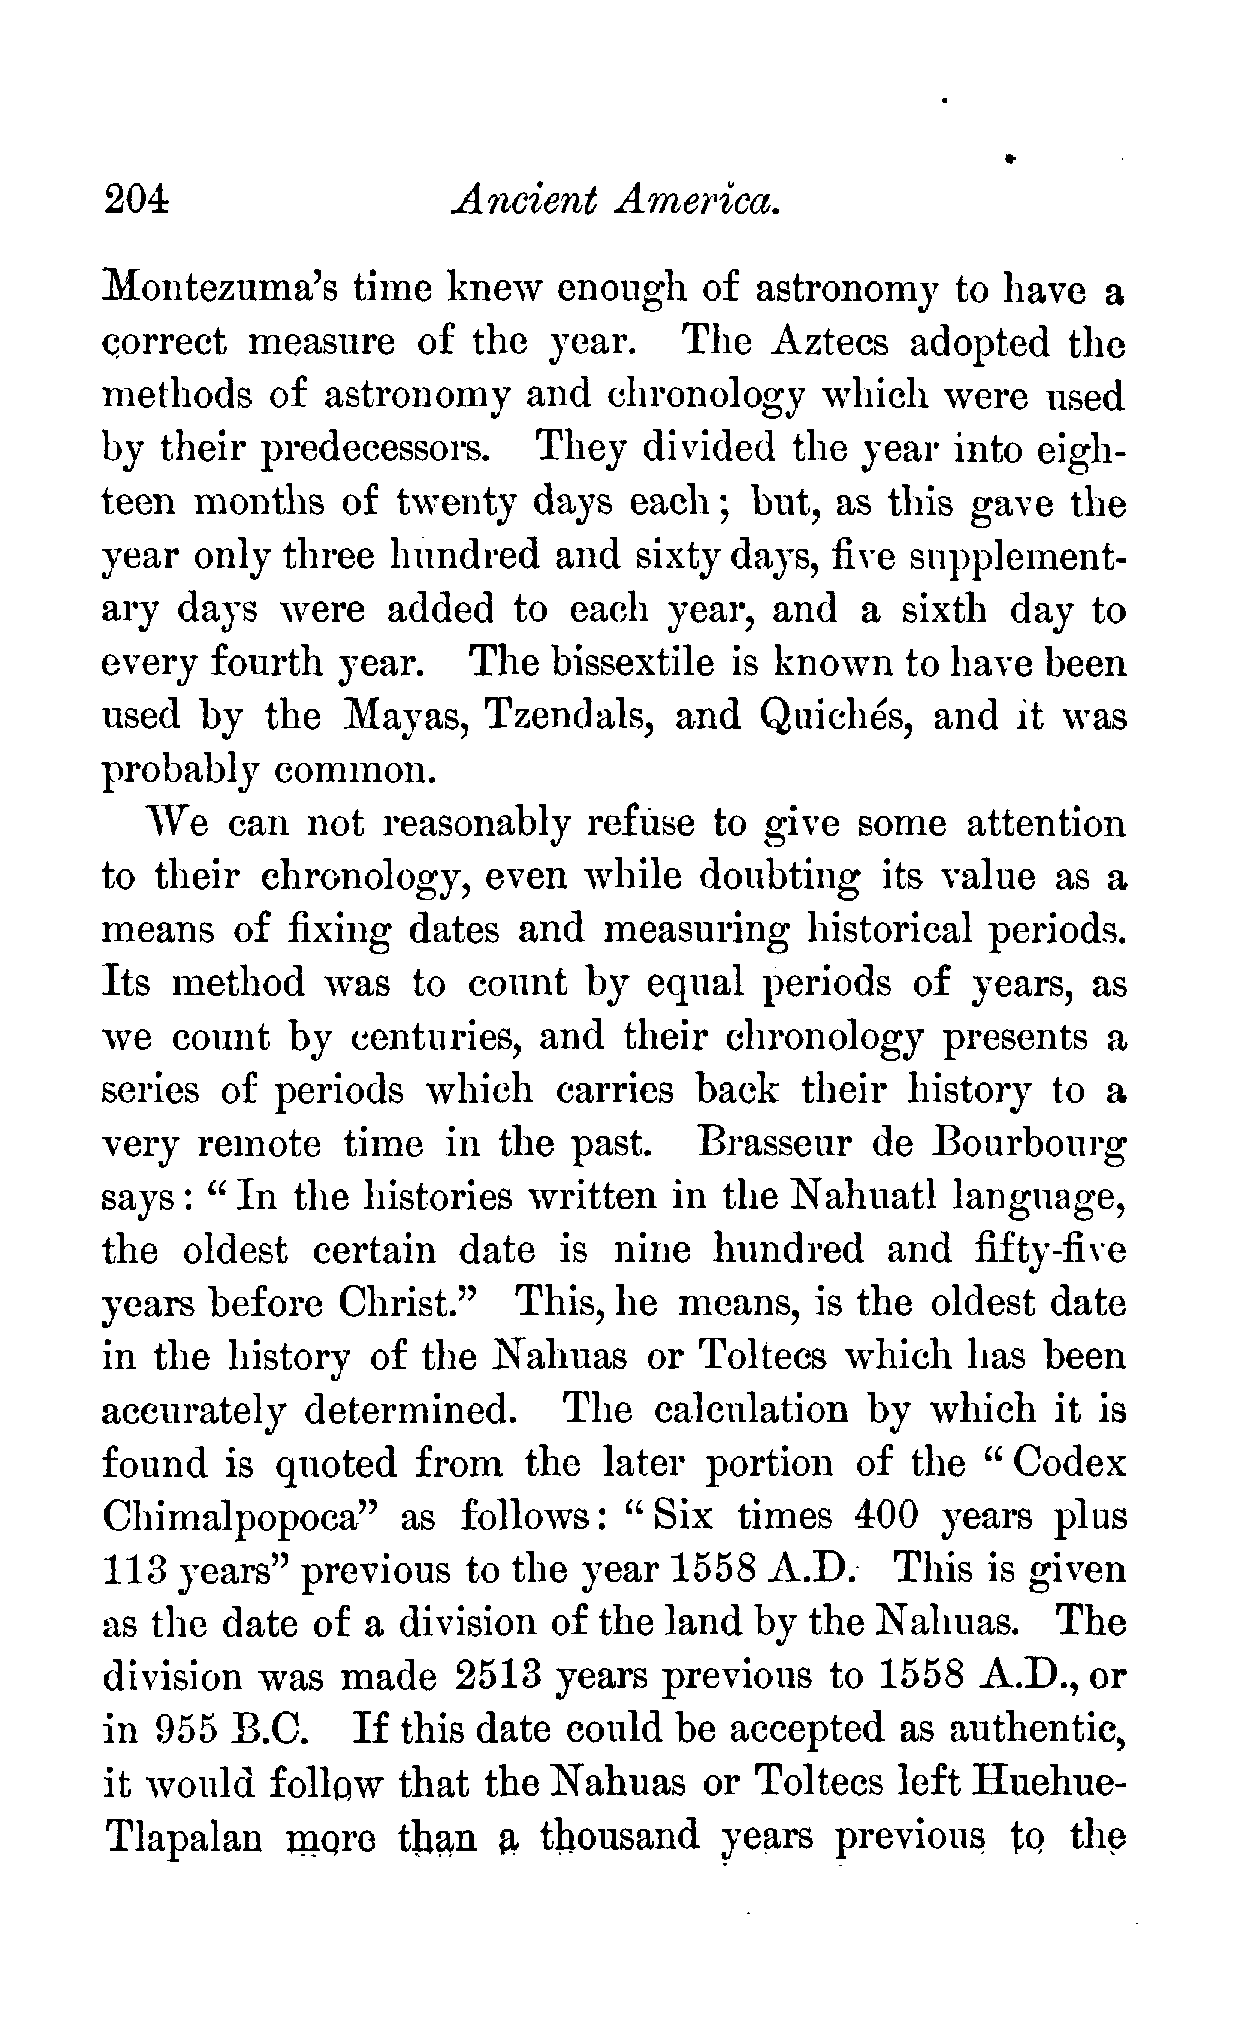 204 Ancient America.
Montezuma's time knew enough of astronomy to have a
correct measure of the year. The Aztecs adopted the
methods of astronomy and chronology which were used
by their predecessors. They divided the year into eigh-
teen months of twenty days each; but, as this gave the
year only three hundred and sixty days, five supplement-
ary days were added to each year, and a sixth day to
every fourth year. The bissextile is known to have been
used by the Mayas, Tzendals, and Quichés, and it was
probably common.
We can not reasonably refuse to give some attention
to their chronology, even while doubting its value as a
means of fixing dates and measuring historical periods.
Its method was to count by equal periods of years, as
we count by centuries, and their chronology presents a
series of periods which carries back their history to a
very remote time in the past. Brasseur de Bourbourg
says: "In the histories written in the Nahuatl language,
the oldest certain date is nine hundred and fifty-five
years before Christ." This, he means, is the oldest date
in the history of the Nahuas or Toltecs which has been
accurately determined. The calculation by which it is
found is quoted from the later portion of the "Codex
Chimalpopoca" as follows: "Six times 400 years plus
113 years" previous to the year 1558 A.D. This is given
as the date of a division of the land by the Nahuas. The
division was made 2513 years previous to 1558 A.D., or
in 955 B.C. If this date could be accepted as authentic,
it would follow that the Nahuas or Toltecs left Huehue-
Tlapalan more than a thousand years previous to the